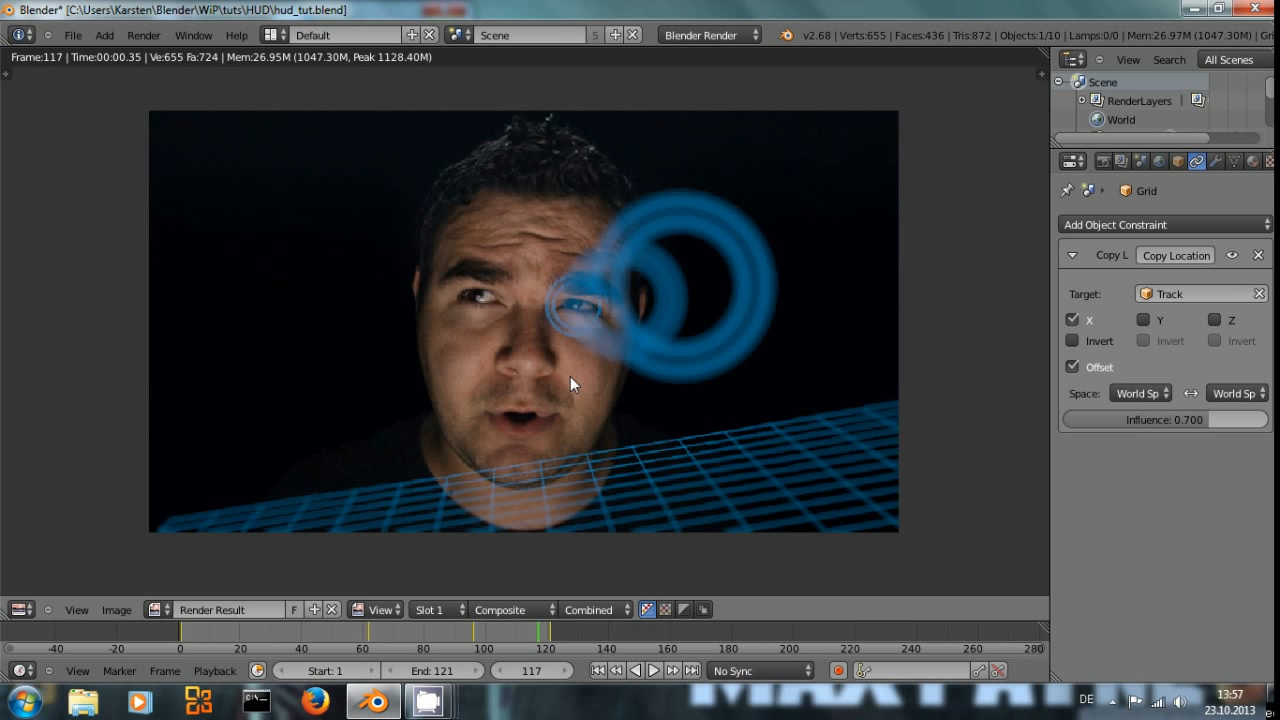 Blender* [C:\Users\Karsten\Blender\WiP\tuts\HUD\hud_tut.blend]
File Add Render Window Help Default Scene 5 Blender Render v2.68 | Verts:655 | Faces:436 | Tris:872 | Objects:1/10 | Lamps:0/0 | Mem:26.97M (1047.30M) | Gri
Frame:117 | Time:00:00.35 | Ve:655 Fa:724 | Mem:26.95M (1047.30M, Peak 1128.40M)
View Search All Scenes
Scene
RenderLayers
World
Grid
Add Object Constraint
Copy L Copy Location
Target: Track
X Y Z
Invert Invert Invert
Offset
Space: World Sp World Sp
Influence: 0.700
View Image Render Result F View Slot 1 Composite Combined
-40 -20 0 20 40 60 80 100 120 140 160 180 200 220 240 260 280
View Marker Frame Playback Start: 1 End: 121 117 No Sync
DE 13:57
23.10.2013